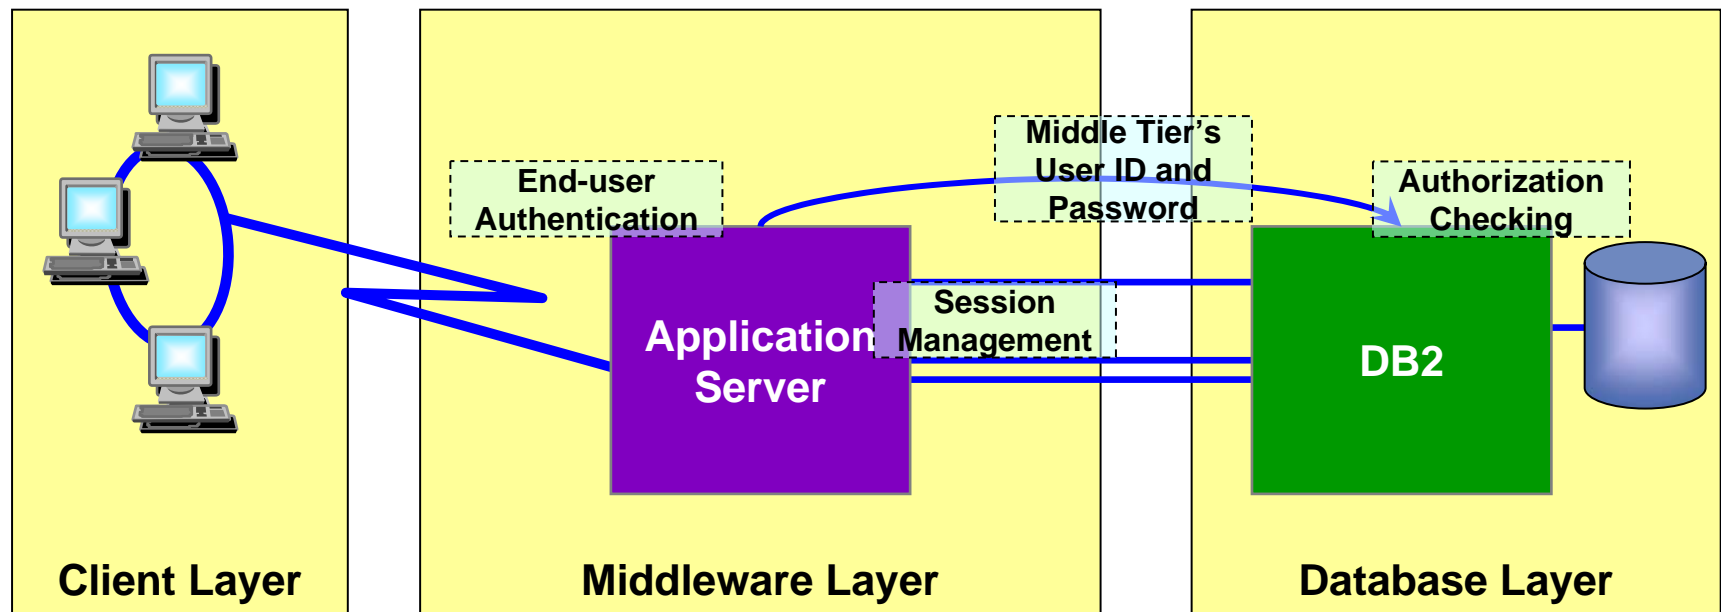 Middle Tier's
User ID and
Password
End-user
Authentication
Authorization
Checking
Session
Management
Application
Server
DB2
Client Layer
Middleware Layer
Database Layer